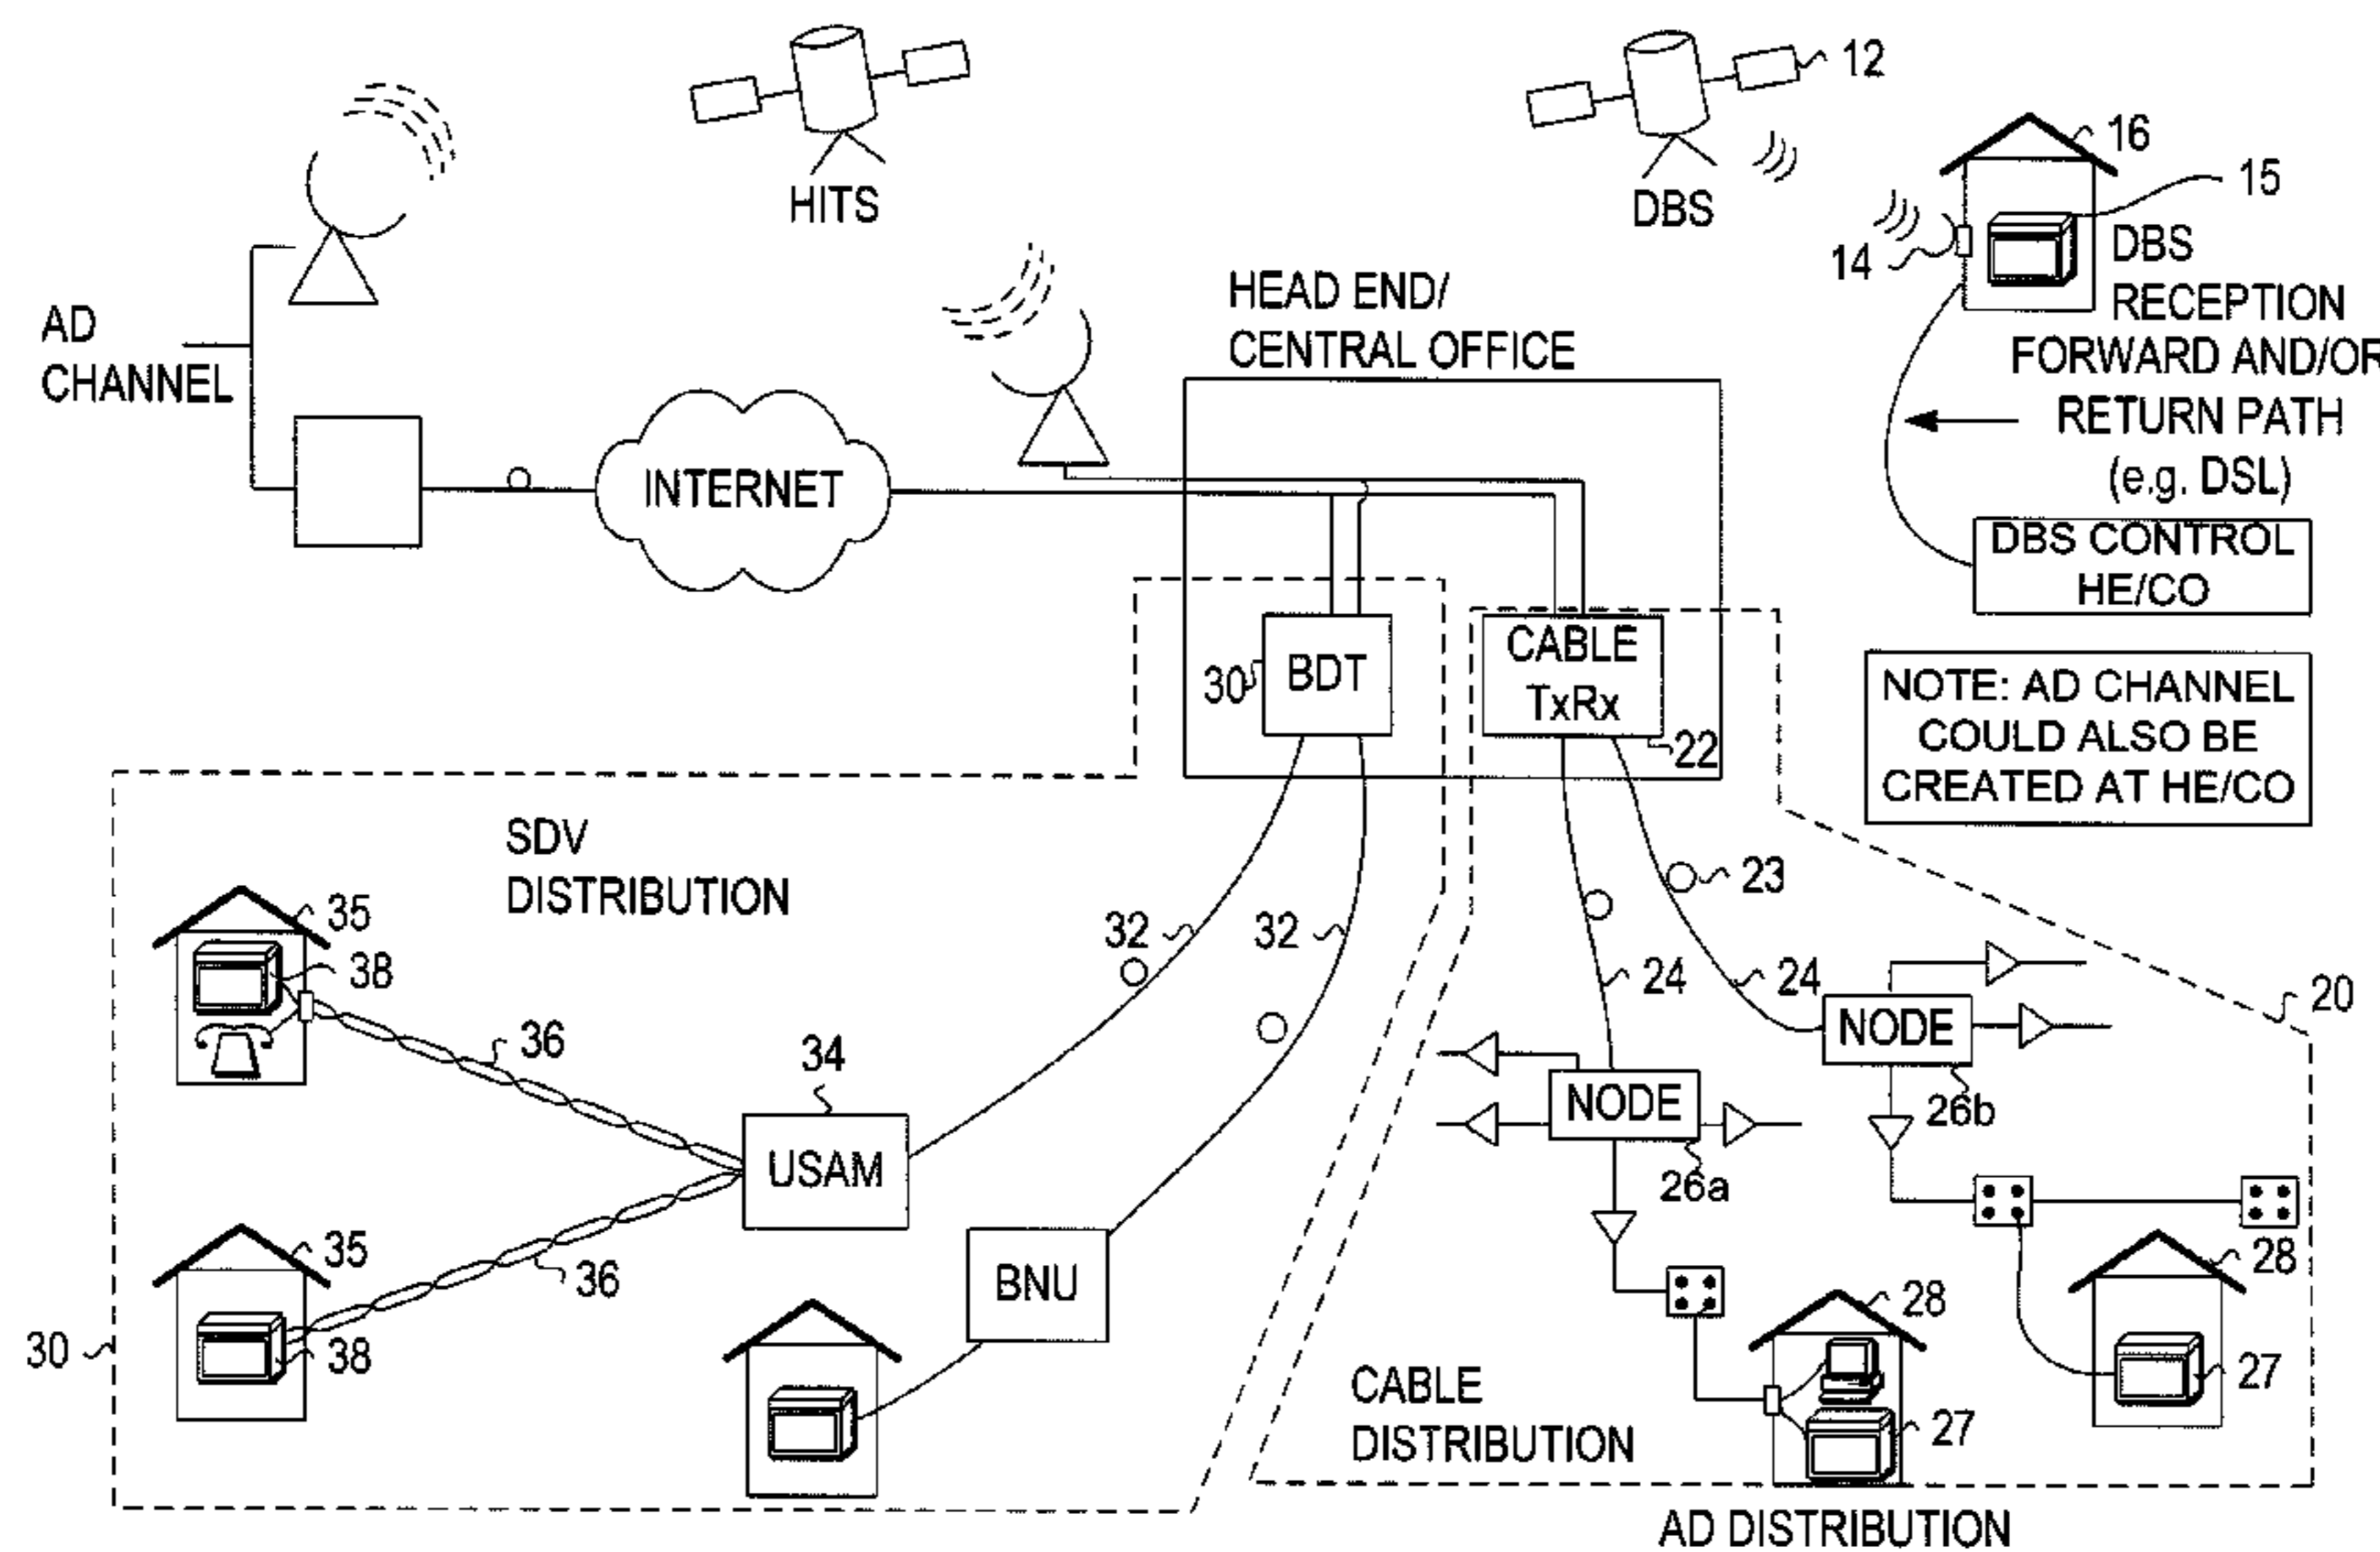 12
16
15
HITS
DBS
14
DBS
RECEPTION
FORWARD AND/OR
RETURN PATH
(e.g. DSL)
HEAD END/
CENTRAL OFFICE
AD
CHANNEL
INTERNET
DBS CONTROL
HE/CO
30
BDT
CABLE
TxRx
22
NOTE: AD CHANNEL
COULD ALSO BE
CREATED AT HE/CO
SDV
DISTRIBUTION
23
35
38
32
32
24
24
20
NODE
36
34
NODE
26b
USAM
26a
35
36
28
BNU
28
30
38
27
CABLE
DISTRIBUTION
27
AD DISTRIBUTION